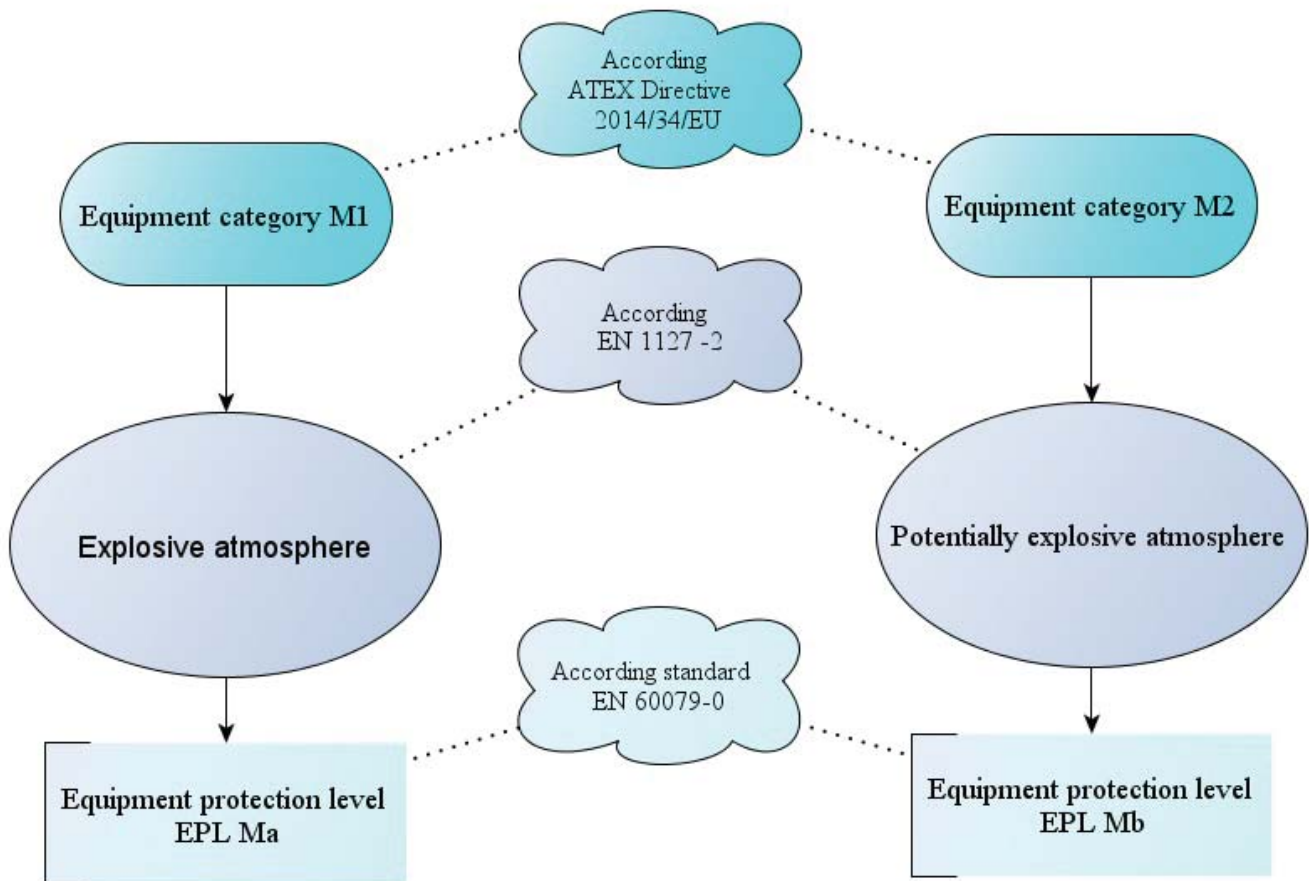 According
ATEX Directive
2014/34/EU
Equipment category M1
Equipment category M2
According
EN 1127 -2
Explosive atmosphere
Potentially explosive atmosphere
According standard
EN 60079-0
Equipment protection level
EPL Ma
Equipment protection level
EPL Mb